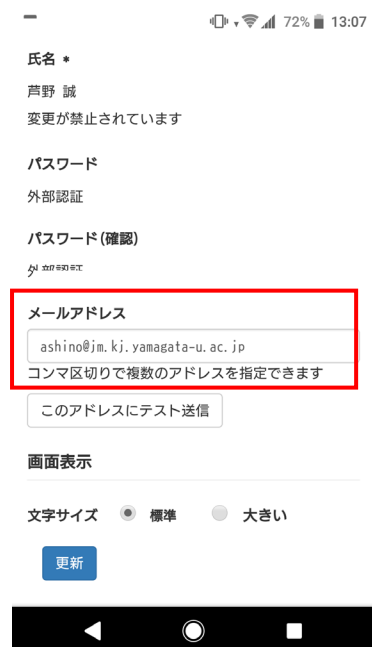 72% 13:07
氏名 *
芦野 誠
変更が禁止されています
パスワード
外部認証
パスワード(確認)
外部認証
メールアドレス
ashino@jm.kj.yamagata-u.ac.jp
コンマ区切りで複数のアドレスを指定できます
このアドレスにテスト送信
画面表示
文字サイズ 標準 大きい
更新